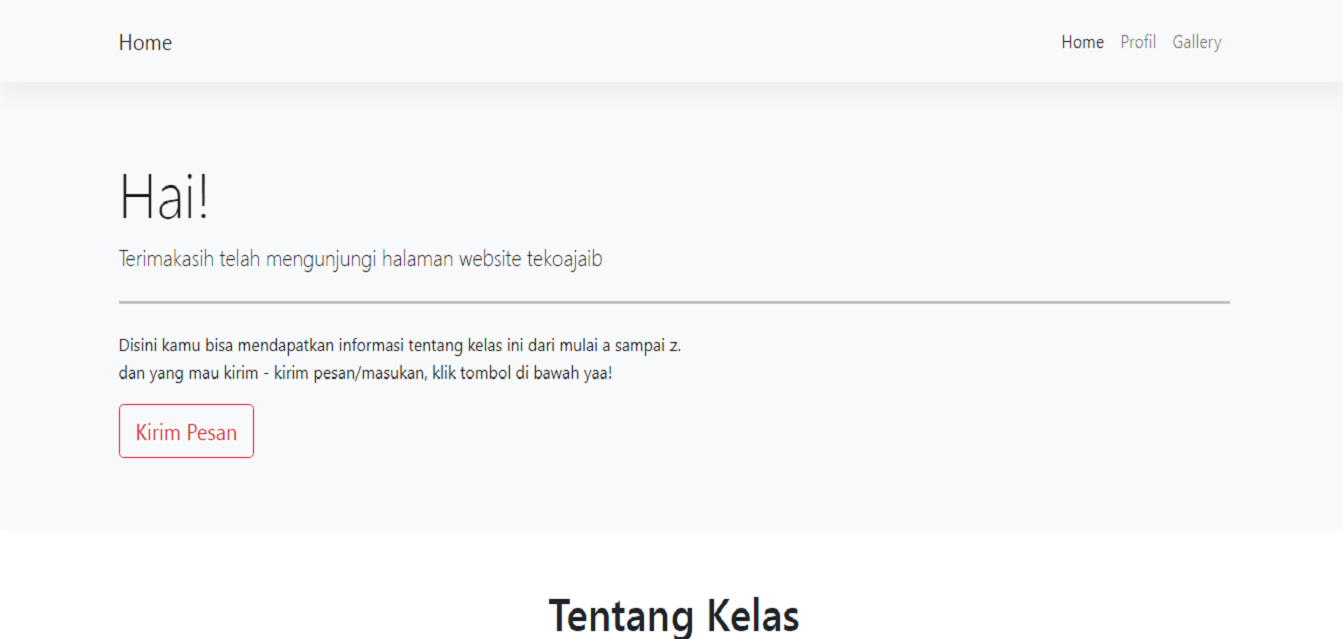 Home
Home Profil Gallery
Hai!
Terimakasih telah mengunjungi halaman website tekoajaib
Disini kamu bisa mendapatkan informasi tentang kelas ini dari mulai a sampai z.
dan yang mau kirim - kirim pesan/masukan, klik tombol di bawah yaa!
Kirim Pesan
Tentang Kelas